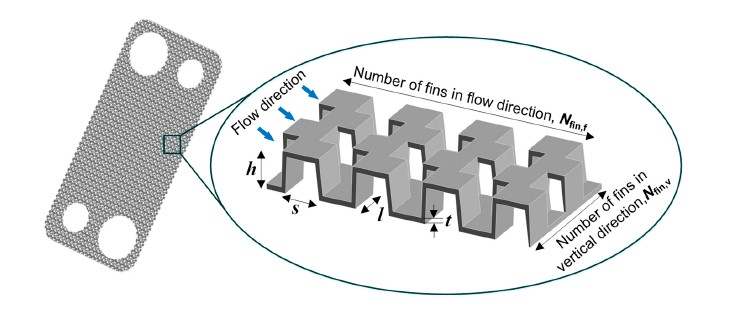 Number of fins in flow direction, Nfin,f
Flow direction
h
s
l
t
Number of fins in
vertical direction, Nfin,v